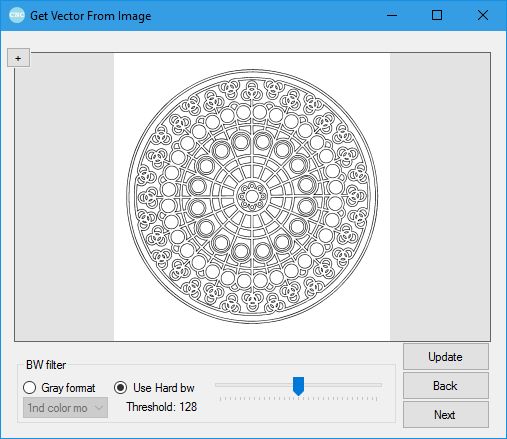 CNC
Get Vector From Image
+
BW filter
Gray format
Use Hard bw
1nd color mo
Threshold: 128
Update
Back
Next